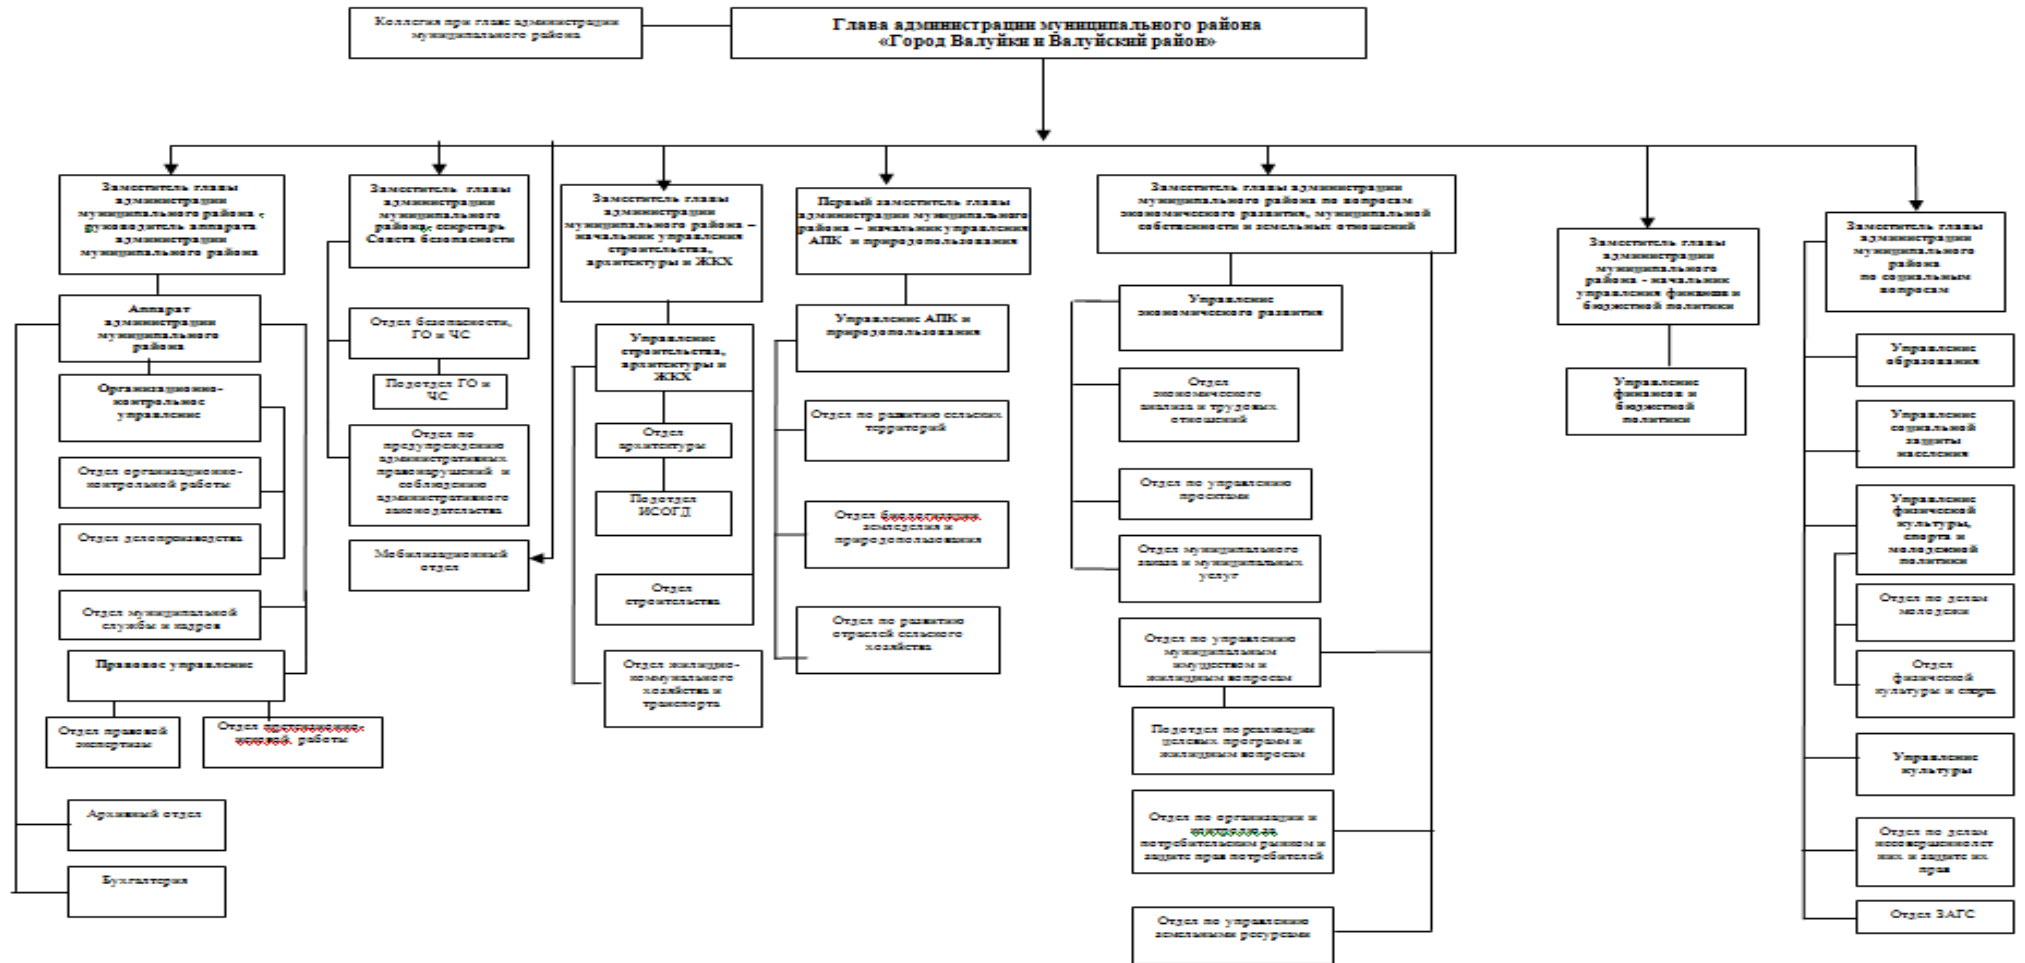 Коллегия при главе администрации
муниципального района
Глава администрации муниципального района
«Город Валуйки и Валуйский район»
Заместитель главы
администрации
муниципального района -
руководитель аппарата
администрации
муниципального района
Аппарат
администрации
муниципального
района
Организационно-
контрольное
управление
Отдел организационно-
контрольной работы
Отдел делопроизводства
Отдел муниципальной
службы и кадров
Правовое управление
Отдел правовой
экспертизы
Отдел претензионно-
исковой работы
Архивный отдел
Бухгалтерия
Заместитель главы
администрации
муниципального
района, секретарь
Совета безопасности
Отдел безопасности,
ГО и ЧС
Подотдел ГО и
ЧС
Отдел по
предупреждению
административных
правонарушений и
соблюдению
административного
законодательства
Мобилизационный
отдел
Заместитель главы
администрации
муниципального района –
начальник управления
строительства,
архитектуры и ЖКХ
Управление
строительства,
архитектуры и
ЖКХ
Отдел
архитектуры
Подотдел
ИСОГД
Отдел
строительства
Отдел жилищно-
коммунального
хозяйства и
транспорта
Первый заместитель главы
администрации муниципального
района – начальник управления
АПК и природопользования
Управление АПК и
природопользования
Отдел по развитию сельских
территорий
Отдел биологизации
земледелия и
природопользования
Отдел по развитию
отраслей сельского
хозяйства
Заместитель главы администрации
муниципального района по вопросам
экономического развития, муниципальной
собственности и земельных отношений
Управление
экономического развития
Отдел
экономического
анализа и трудовых
отношений
Отдел по управлению
проектами
Отдел муниципального
заказа и муниципальных
услуг
Отдел по управлению
муниципальным
имуществом и
жилищным вопросам
Подотдел по реализации
целевых программ и
жилищным вопросам
Отдел по организации и
контролю за
потребительским рынком и
защите прав потребителей
Отдел по управлению
земельными ресурсами
Заместитель главы
администрации
муниципального
района - начальник
управления финансов и
бюджетной политики
Управление
финансов и
бюджетной
политики
Заместитель главы
администрации
муниципального
района
по социальным
вопросам
Управление
образования
Управление
социальной
защиты
населения
Управление
физической
культуры,
спорта и
молодежной
политики
Отдел по делам
молодежи
Отдел
физической
культуры и спорта
Управление
культуры
Отдел по делам
несовершеннолет
них и защите их
прав
Отдел ЗАГС